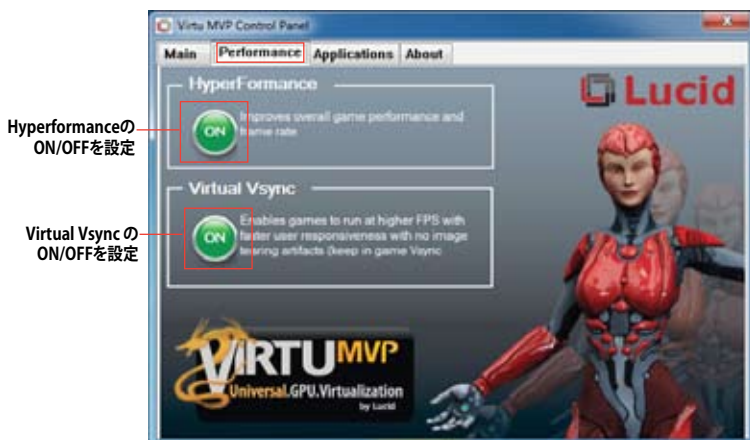 Virtu MVP Control Panel
Main Performance Applications About
HyperFormance
ON
Improves overall game performance and
frame rate
Hyperformanceの
ON/OFFを設定
Virtual Vsync
ON
Enables games to run at higher FPS with
faster user responsiveness with no image
tearing artifacts (keep in game Vsync
Virtual Vsync の
ON/OFFを設定
Lucid
VIRTUMVP
Universal.GPU.Virtualization
by Lucid